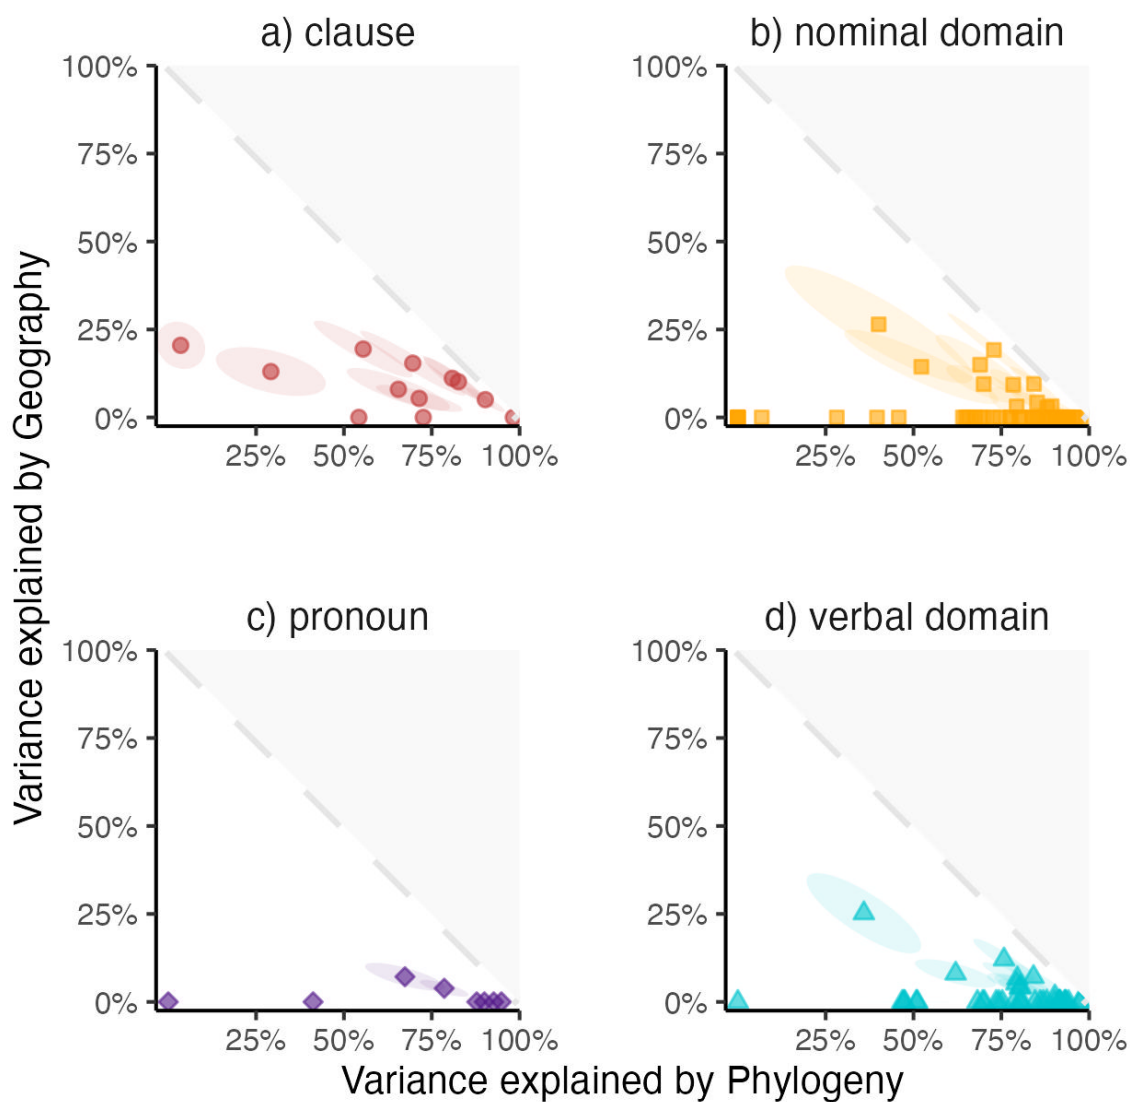 a) clause
b) nominal domain
100%
75%
50%
25%
0%
25% 50% 75% 100%
100%
75%
50%
25%
0%
25% 50% 75% 100%
Variance explained by Geography
c) pronoun
d) verbal domain
100%
75%
50%
25%
0%
25% 50% 75% 100%
100%
75%
50%
25%
0%
25% 50% 75% 100%
Variance explained by Phylogeny